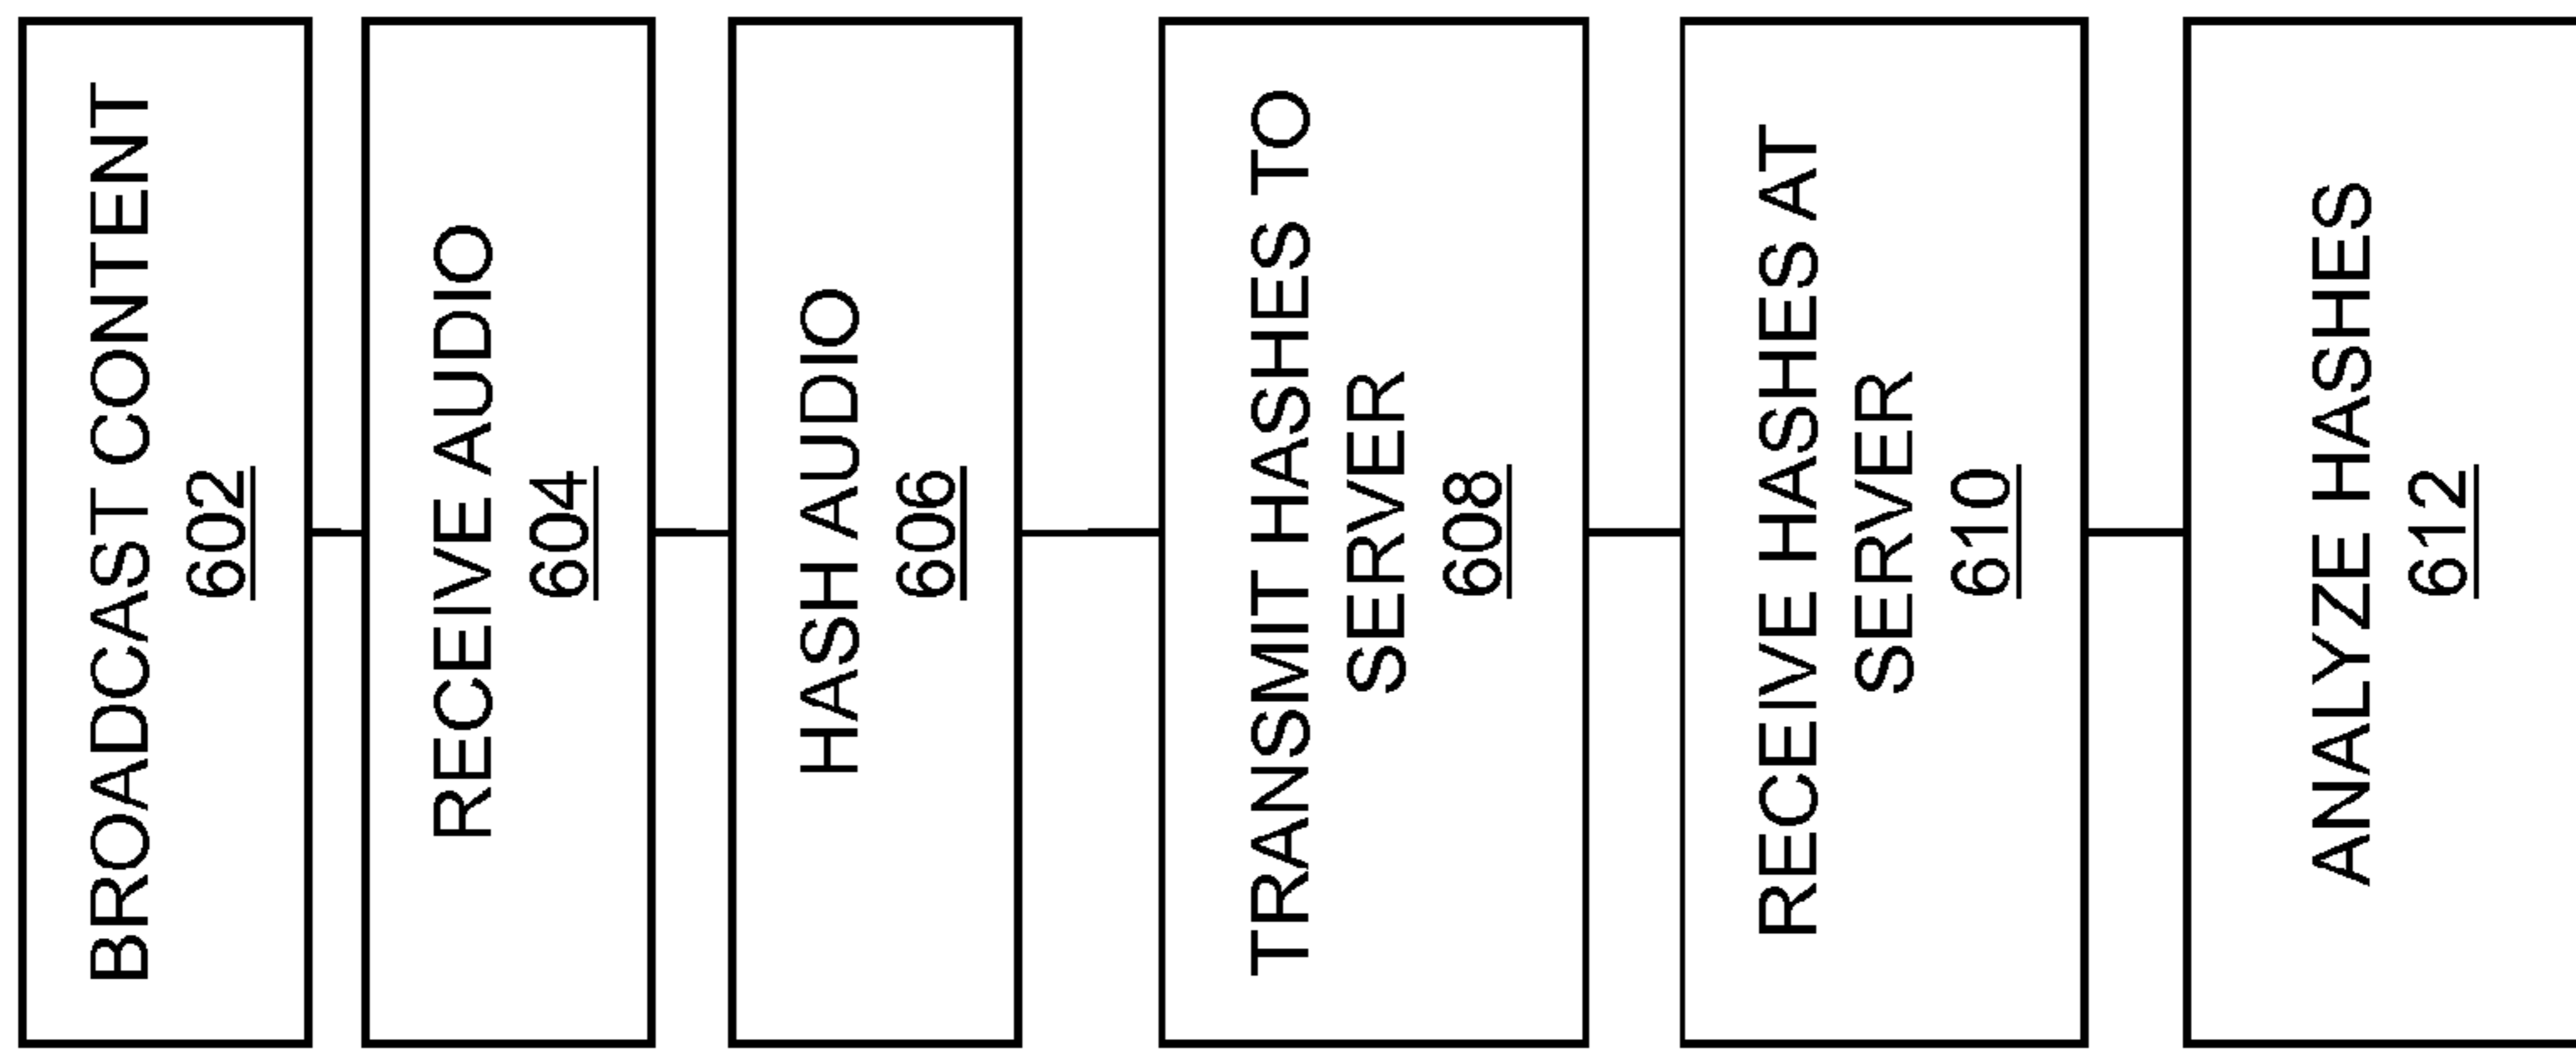 BROADCAST CONTENT
602
RECEIVE AUDIO
604
HASH AUDIO
606
TRANSMIT HASHES TO
SERVER
608
RECEIVE HASHES AT
SERVER
610
ANALYZE HASHES
612